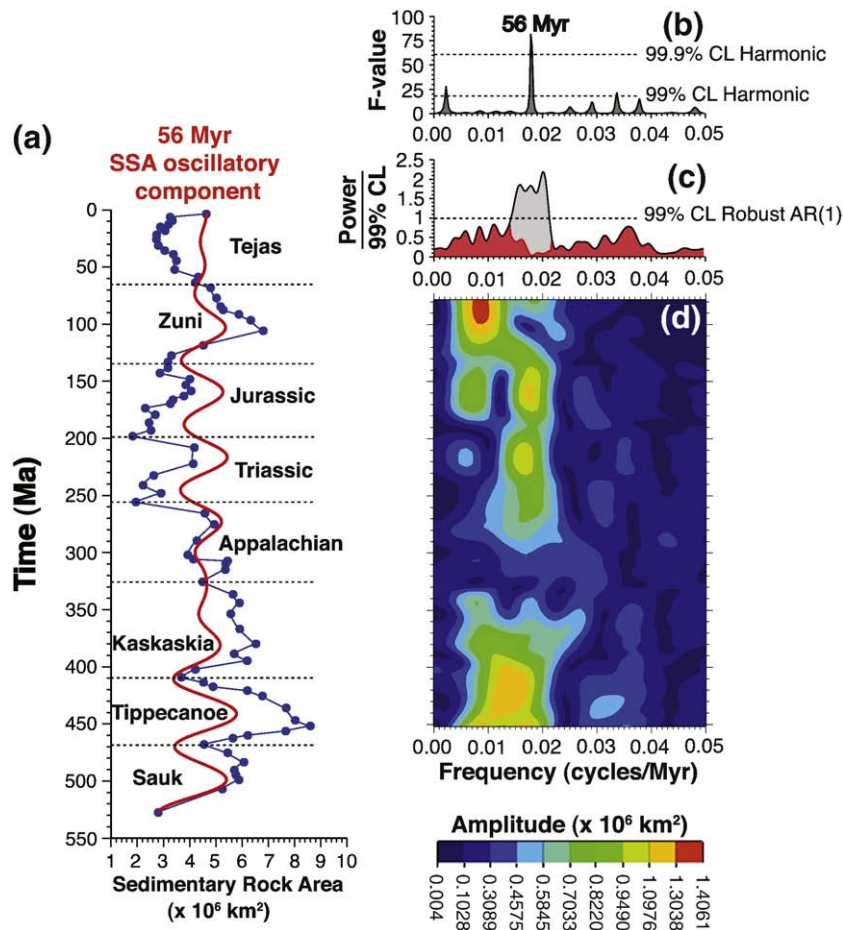 (a)
56 Myr
SSA oscillatory
component
0
50
100
150
200
250
300
350
400
450
500
550
Time (Ma)
Tejas
Zuni
Jurassic
Triassic
Appalachian
Kaskaskia
Tippecanoe
Sauk
1 2 3 4 5 6 7 8 9 10
Sedimentary Rock Area
(x 10⁶ km²)
56 Myr
(b)
100
75
50
25
0
F-value
99.9% CL Harmonic
99% CL Harmonic
0.00 0.01 0.02 0.03 0.04 0.05
(c)
2.5
2
1.5
1
0.5
0
Power
99% CL
99% CL Robust AR(1)
0.00 0.01 0.02 0.03 0.04 0.05
(d)
0.00 0.01 0.02 0.03 0.04 0.05
Frequency (cycles/Myr)
Amplitude (x 10⁶ km²)
0.004
0.1028
0.3089
0.4575
0.5845
0.7033
0.8220
0.9490
1.0976
1.3038
1.4061